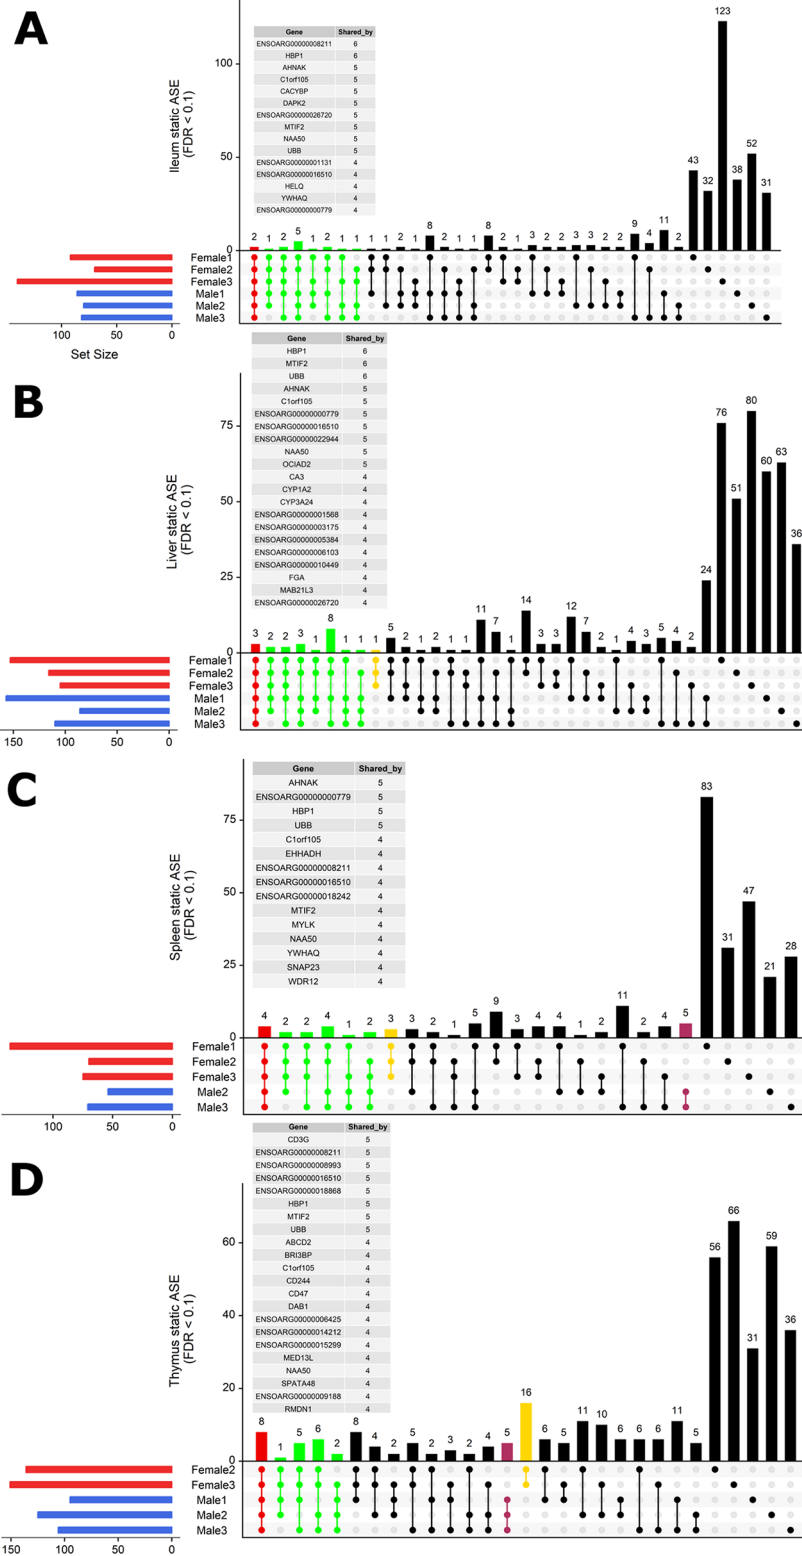 A
Ileum static ASE
(FDR < 0.1)
Gene Shared_by
ENSOARG00000008211 6
HBP1 6
AHNAK 5
C1orf105 5
CACYBP 5
DAPK2 5
ENSOARG00000026720 5
MTIF2 5
NAA50 5
UBB 5
ENSOARG00000001131 4
ENSOARG00000016510 4
HELQ 4
YWHAQ 4
ENSOARG00000000779 4
100
50
0
2 1 2 5 1 2 1 1 1 1 2 1 8 2 1 1 8 2 1 3 2 2 3 3 2 2 9 4 11 2 43 32 123 38 52 31
Female1
Female2
Female3
Male1
Male2
Male3
100 50 0
Set Size
B
Liver static ASE
(FDR < 0.1)
Gene Shared_by
HBP1 6
MTIF2 6
UBB 6
AHNAK 5
C1orf105 5
ENSOARG00000000779 5
ENSOARG00000016510 5
ENSOARG00000022944 5
NAA50 5
OCIAD2 5
CA3 4
CYP1A2 4
CYP3A24 4
ENSOARG00000001568 4
ENSOARG00000003175 4
ENSOARG00000005384 4
ENSOARG00000006103 4
ENSOARG00000010449 4
FGA 4
MAB21L3 4
ENSOARG00000026720 4
75
50
25
0
3 2 2 3 1 8 1 1 1 5 2 1 2 1 1 11 7 1 14 3 3 12 7 2 1 4 3 5 4 2 24 76 51 80 60 63 36
Female1
Female2
Female3
Male1
Male2
Male3
150 100 50 0
C
Spleen static ASE
(FDR < 0.1)
Gene Shared_by
AHNAK 5
ENSOARG00000000779 5
HBP1 5
UBB 5
C1orf105 4
EHHADH 4
ENSOARG00000008211 4
ENSOARG00000016510 4
ENSOARG00000018242 4
MTIF2 4
MYLK 4
NAA50 4
YWHAQ 4
SNAP23 4
WDR12 4
75
50
25
0
4 2 2 4 1 2 3 3 2 1 5 9 3 4 4 1 2 11 2 4 5 83 31 47 21 28
Female1
Female2
Female3
Male2
Male3
100 50 0
D
Thymus static ASE
(FDR < 0.1)
Gene Shared_by
CD3G 5
ENSOARG00000008211 5
ENSOARG00000008993 5
ENSOARG00000016510 5
ENSOARG00000018868 5
HBP1 5
MTIF2 5
UBB 5
ABCD2 4
BRI3BP 4
C1orf105 4
CD244 4
CD47 4
DAB1 4
ENSOARG00000006425 4
ENSOARG00000014212 4
ENSOARG00000015299 4
MED13L 4
NAA50 4
SPATA48 4
ENSOARG00000009188 4
RMDN1 4
60
40
20
0
8 1 5 6 2 8 4 2 5 2 3 2 4 5 16 6 5 11 10 6 6 6 11 5 56 66 31 59 36
Female2
Female3
Male1
Male2
Male3
150 100 50 0